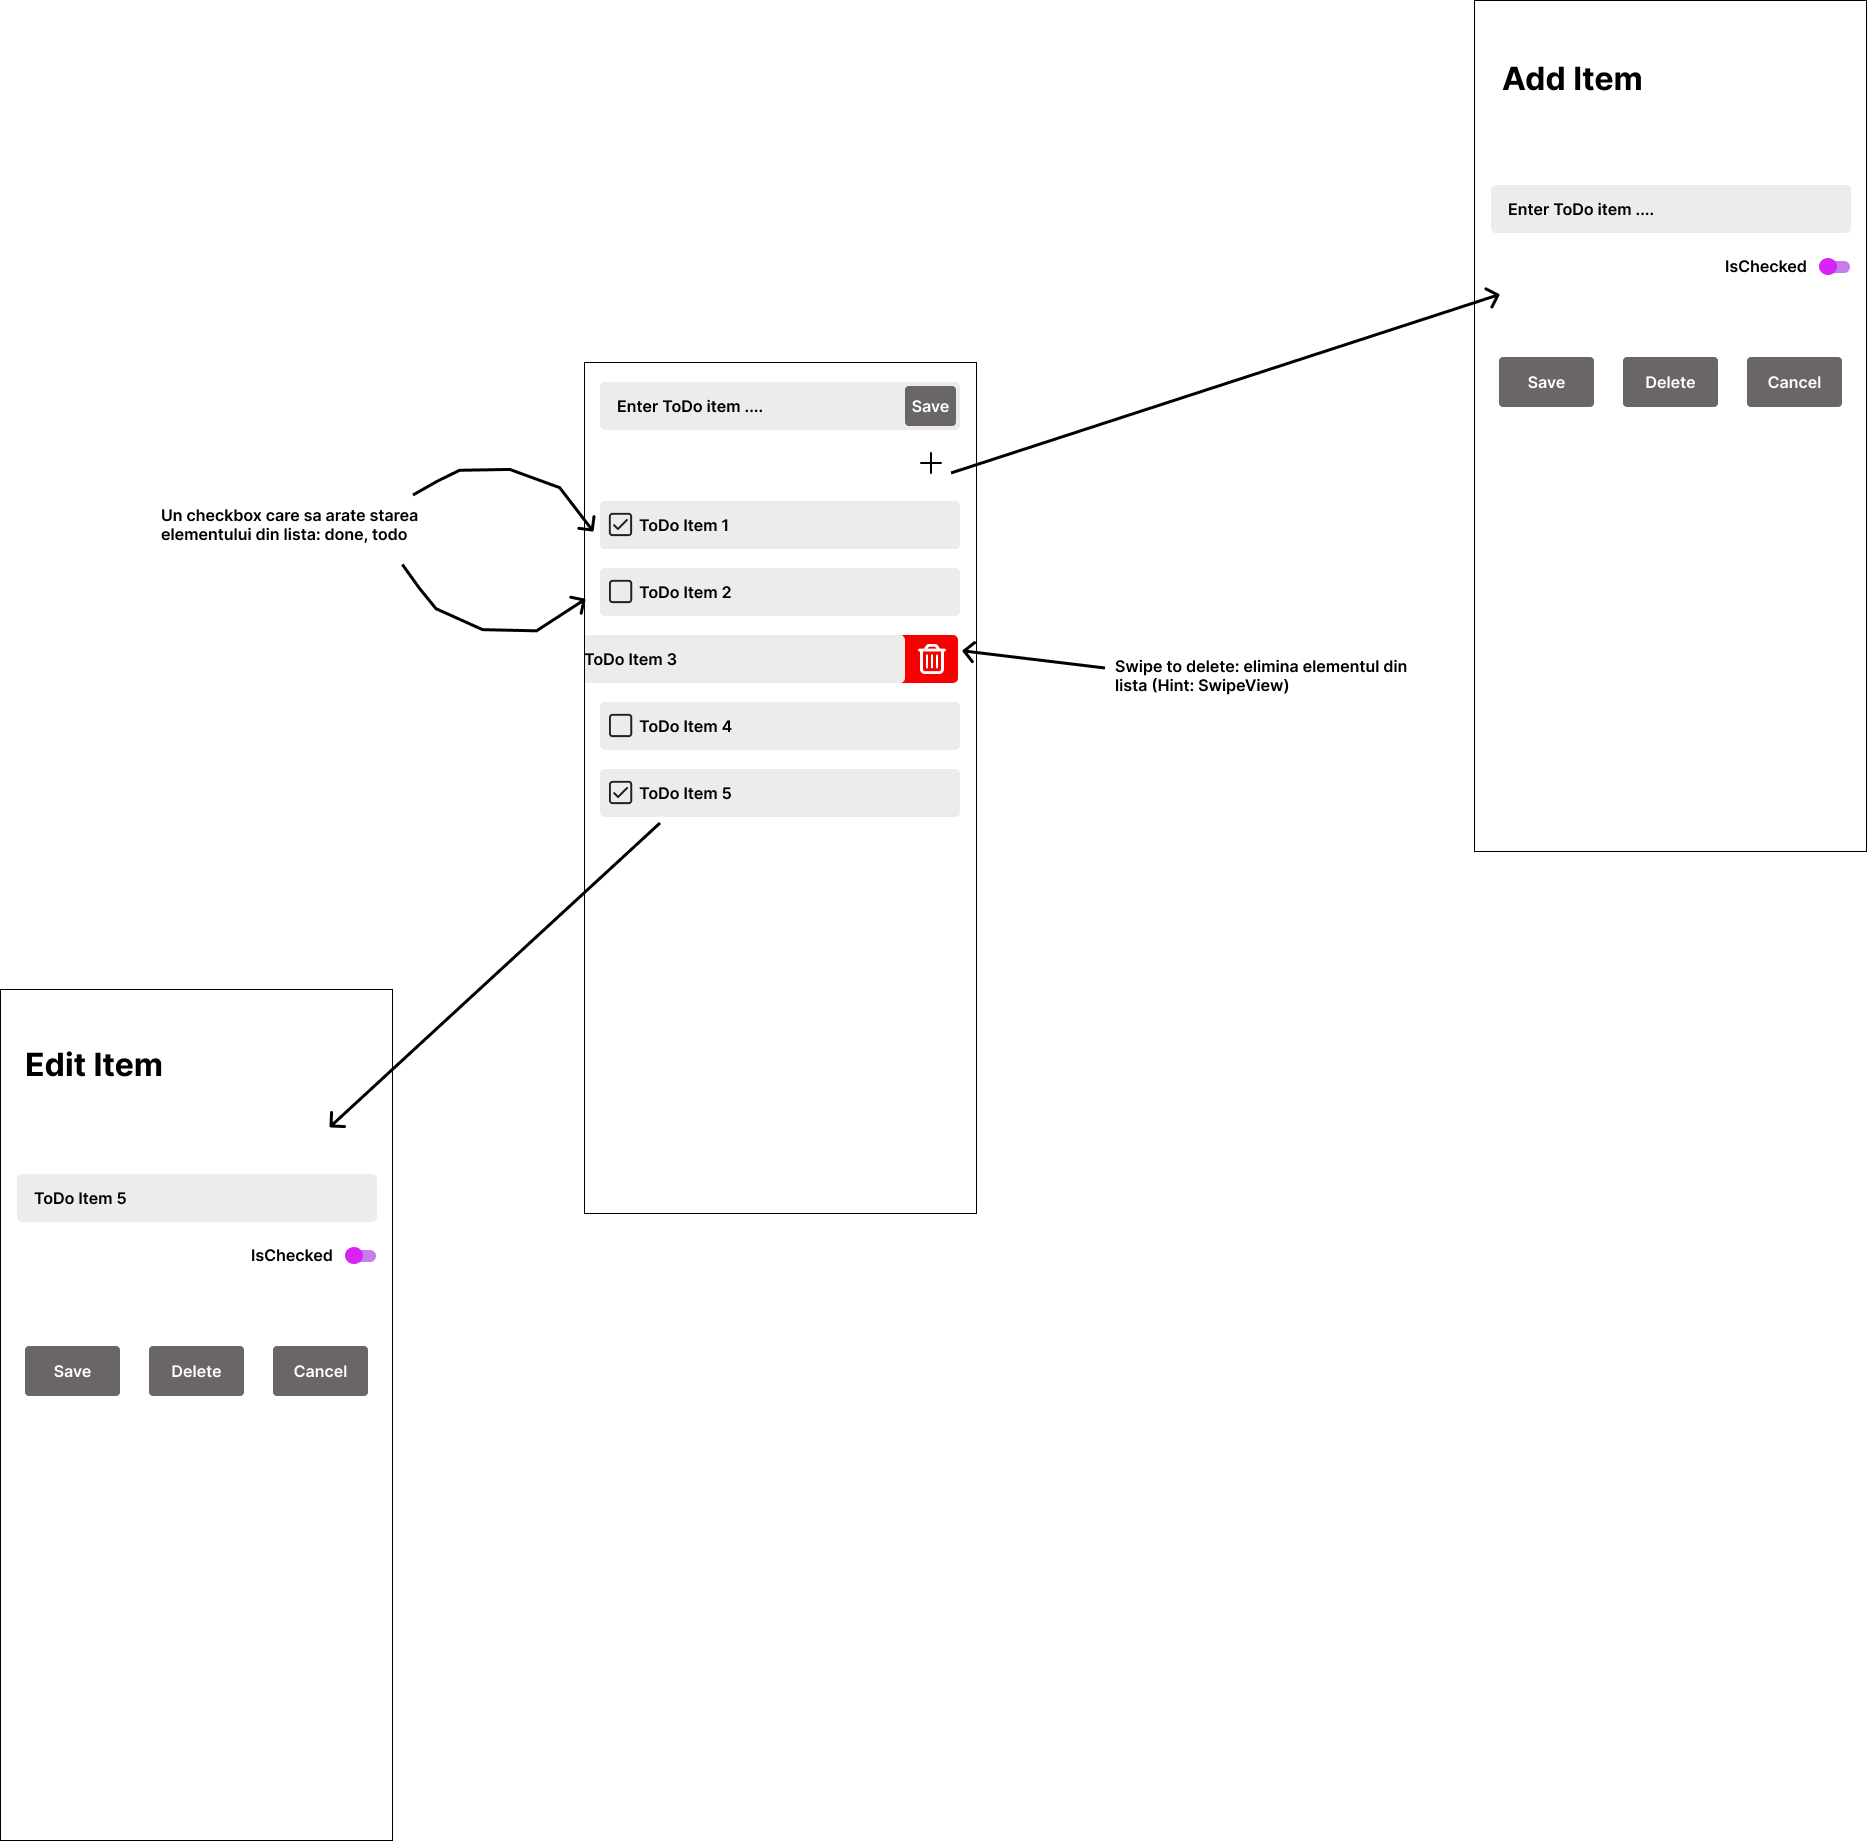 Add Item
Enter ToDo item ....
IsChecked
Save
Delete
Cancel
Enter ToDo item ....
Save
Un checkbox care sa arate starea
elementului din lista: done, todo
ToDo Item 1
ToDo Item 2
ToDo Item 3
Swipe to delete: elimina elementul din
lista (Hint: SwipeView)
ToDo Item 4
ToDo Item 5
Edit Item
ToDo Item 5
IsChecked
Save
Delete
Cancel